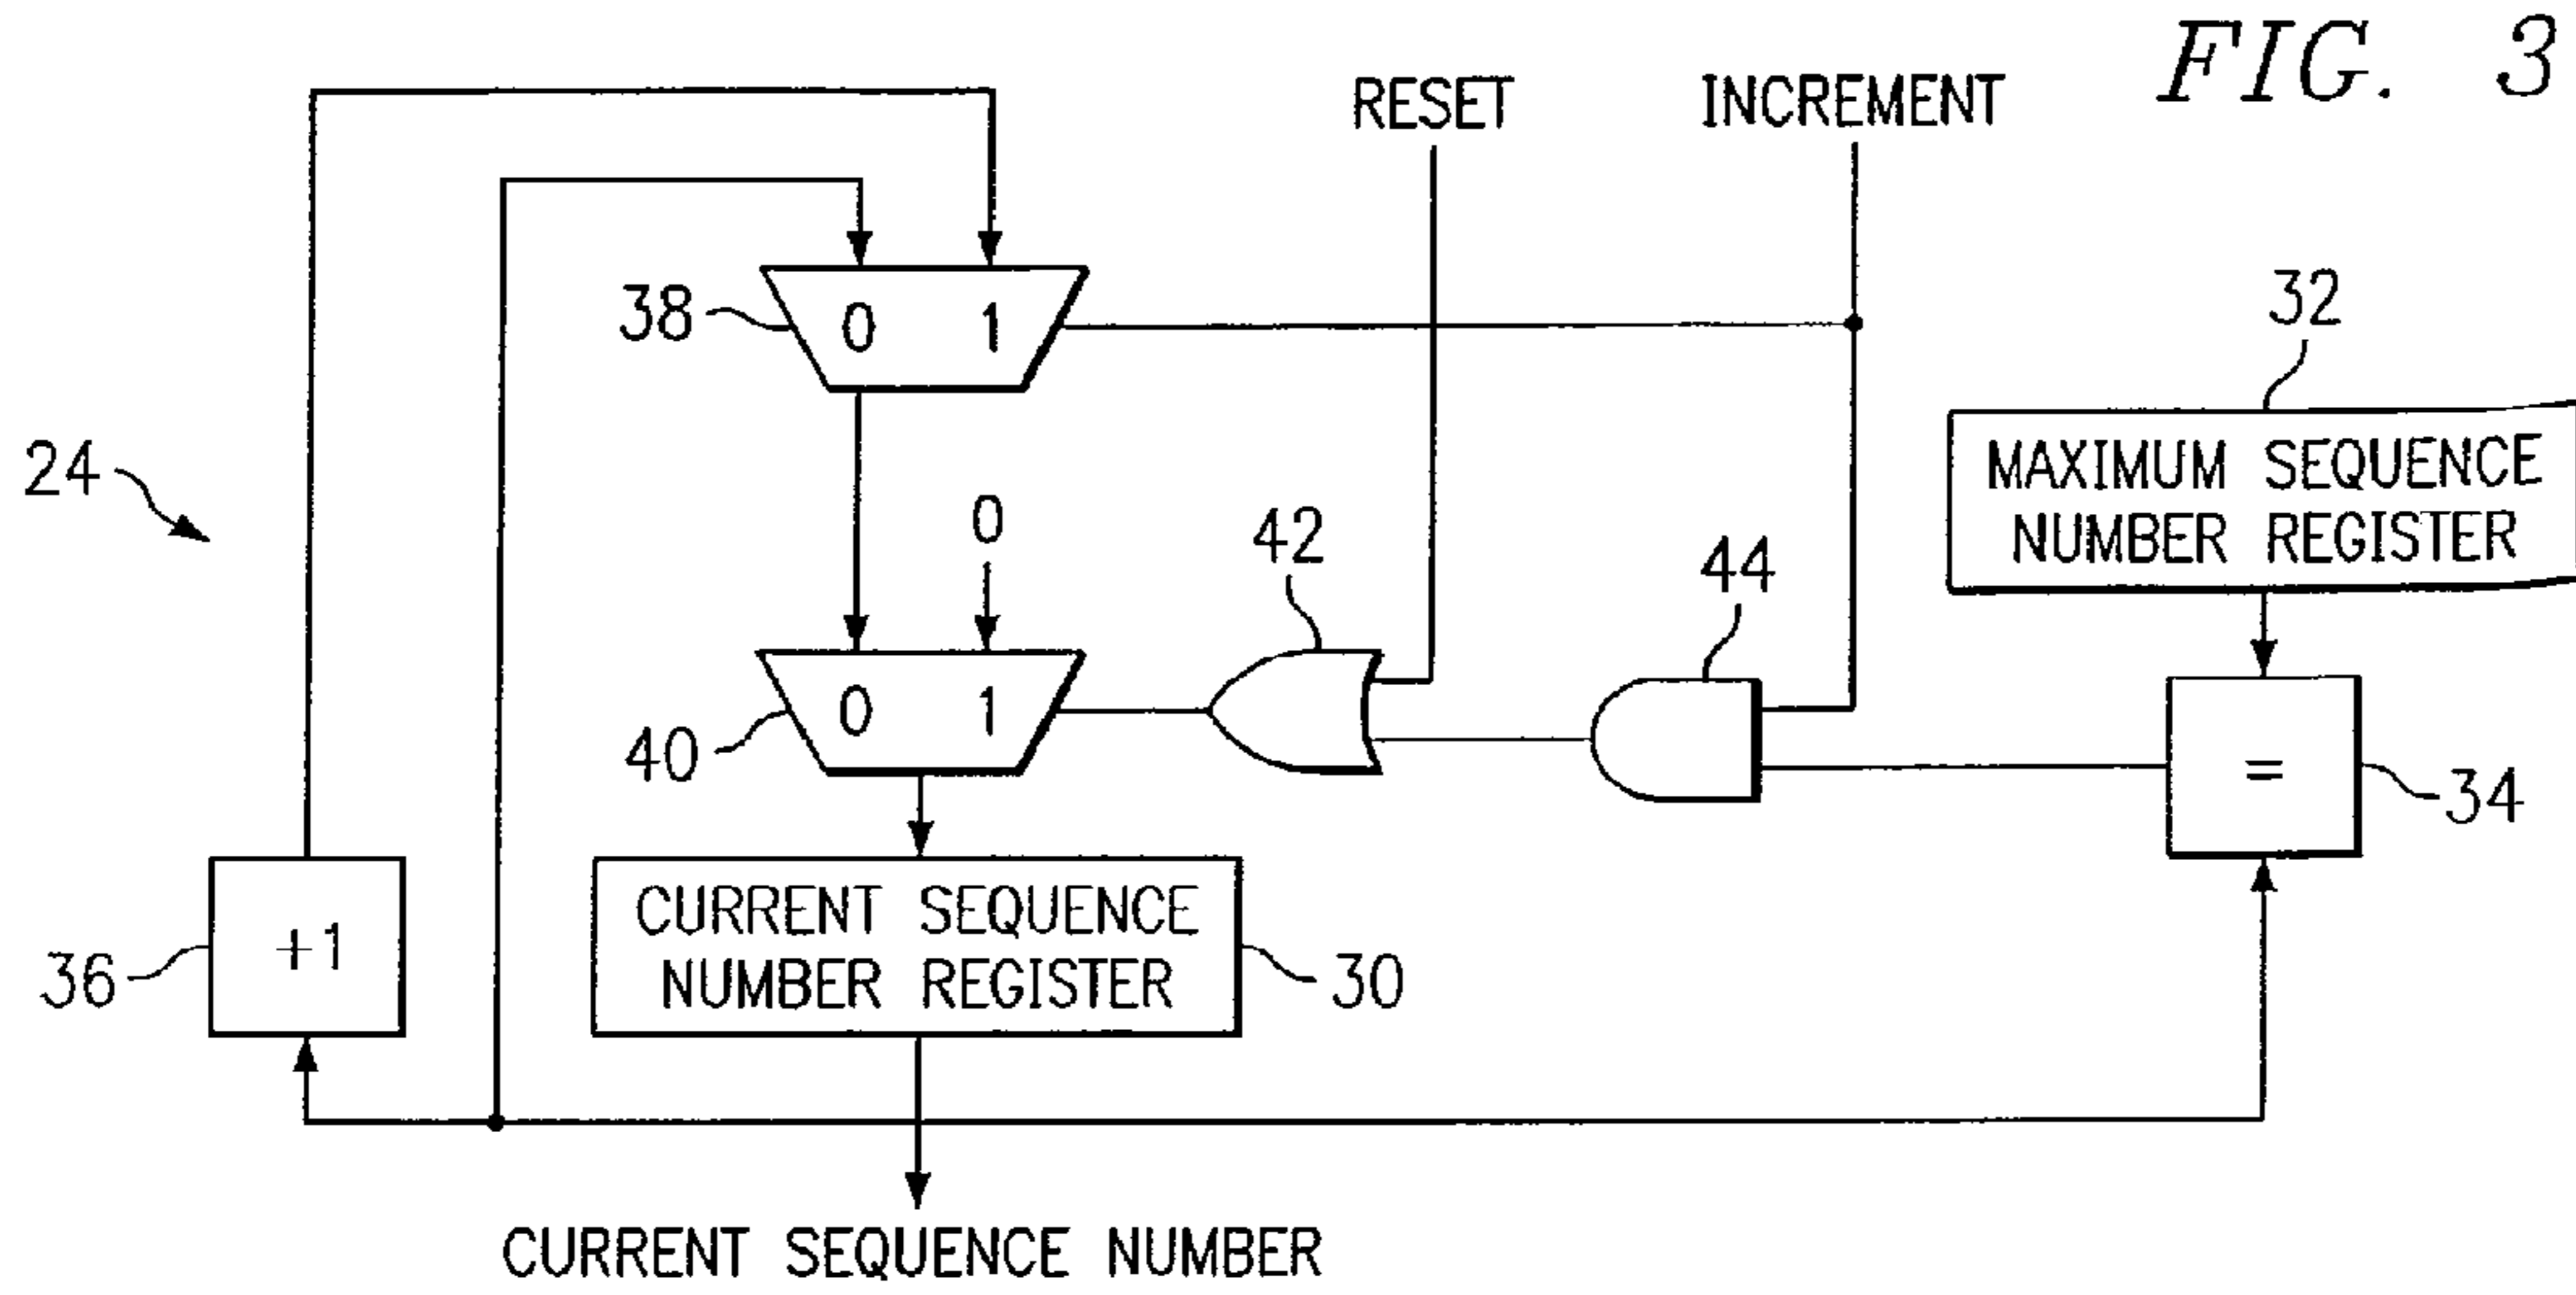 FIG. 3
RESET
INCREMENT
38
0 1
32
MAXIMUM SEQUENCE
NUMBER REGISTER
24
0
42
44
40
0 1
=
34
36
+1
CURRENT SEQUENCE
NUMBER REGISTER
30
CURRENT SEQUENCE NUMBER